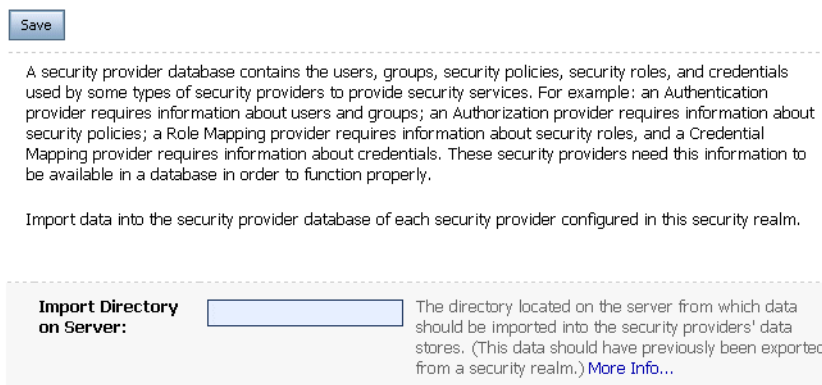 Save
A security provider database contains the users, groups, security policies, security roles, and credentials
used by some types of security providers to provide security services. For example: an Authentication
provider requires information about users and groups; an Authorization provider requires information about
security policies; a Role Mapping provider requires information about security roles, and a Credential
Mapping provider requires information about credentials. These security providers need this information to
be available in a database in order to function properly.
Import data into the security provider database of each security provider configured in this security realm.
Import Directory
on Server:
The directory located on the server from which data
should be imported into the security providers' data
stores. (This data should have previously been exported
from a security realm.) More Info...